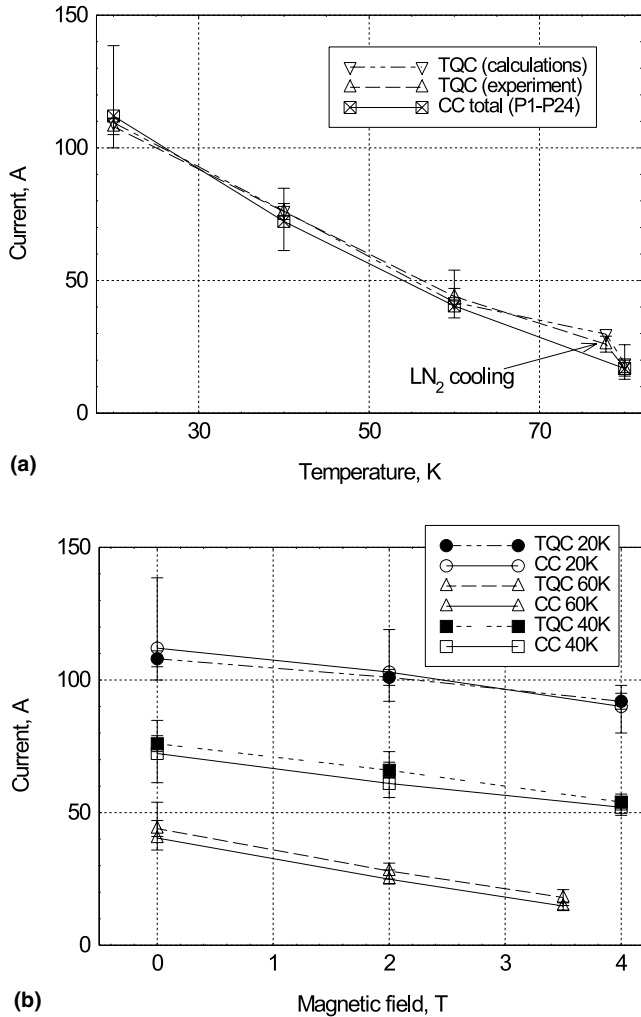 150
100
50
0
Current, A
TQC (calculations)
TQC (experiment)
CC total (P1-P24)
LN2 cooling
30 50 70
Temperature, K
(a)
150
100
50
0
Current, A
TQC 20K
CC 20K
TQC 60K
CC 60K
TQC 40K
CC 40K
0 1 2 3 4
Magnetic field, T
(b)